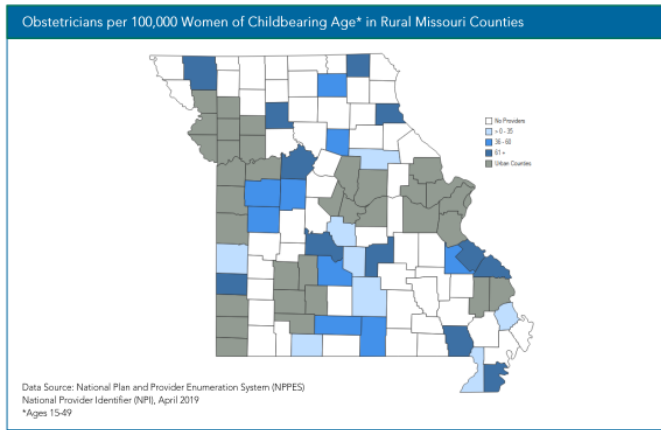 Obstetricians per 100,000 Women of Childbearing Age* in Rural Missouri Counties
No Providers
> 0 - 35
36 - 60
61 +
Urban Counties
Data Source: National Plan and Provider Enumeration System (NPPES)
National Provider Identifier (NPI), April 2019
*Ages 15-49